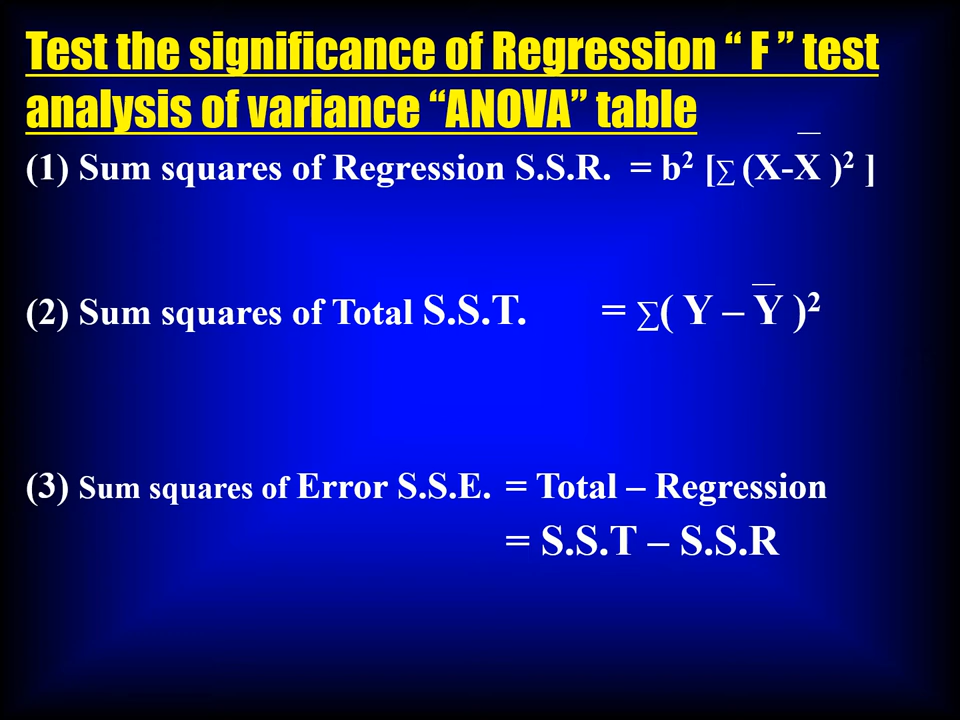 Test the significance of Regression “ F ” test
analysis of variance “ANOVA” table
(1) Sum squares of Regression S.S.R. = b² [∑ (X-X̅ )² ]
(2) Sum squares of Total S.S.T. = ∑( Y – Y̅ )²
(3) Sum squares of Error S.S.E. = Total – Regression
= S.S.T – S.S.R